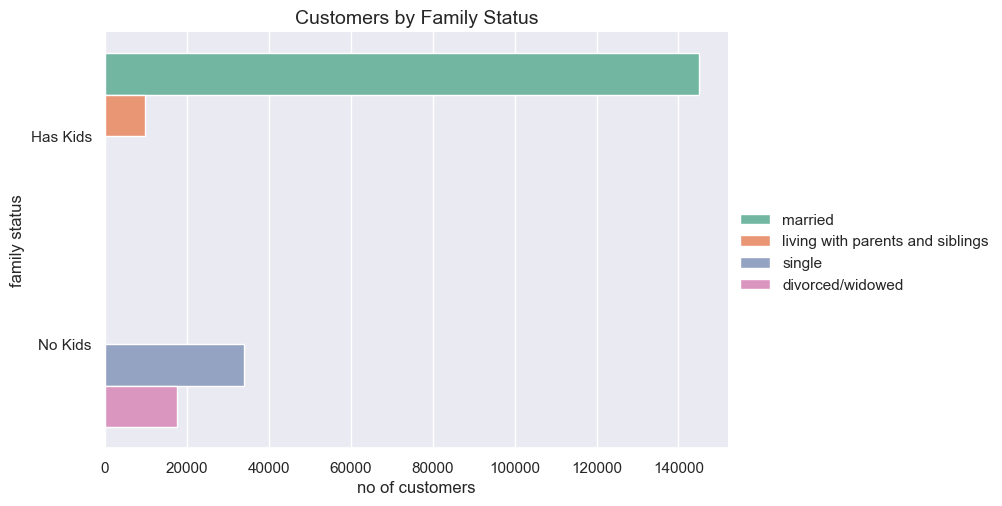 Customers by Family Status
family status
Has Kids
No Kids
0 20000 40000 60000 80000 100000 120000 140000
no of customers
married
living with parents and siblings
single
divorced/widowed